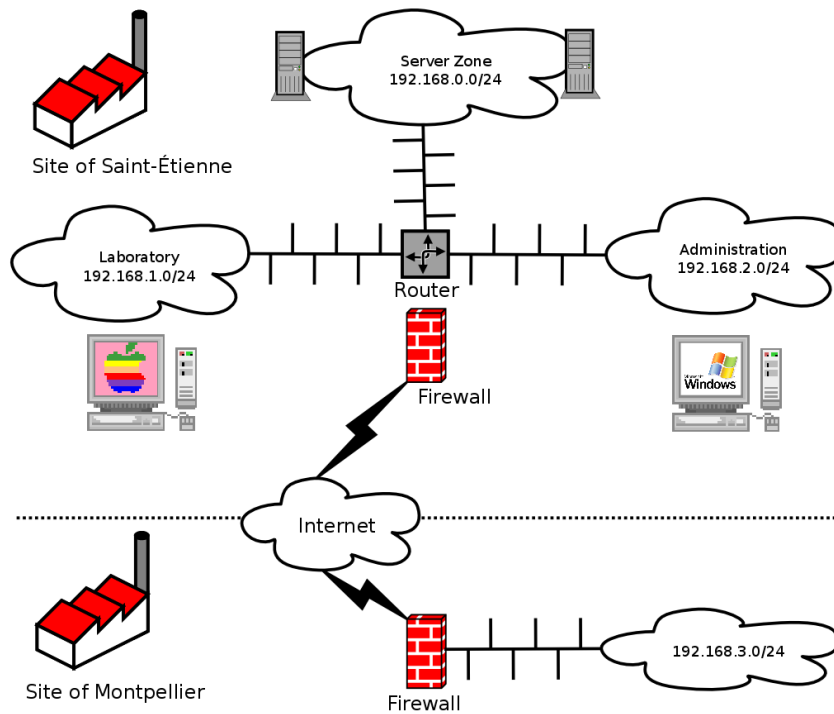 Server Zone
192.168.0.0/24
Site of Saint-Étienne
Laboratory
192.168.1.0/24
Administration
192.168.2.0/24
Router
Firewall
Windows
Internet
192.168.3.0/24
Site of Montpellier
Firewall